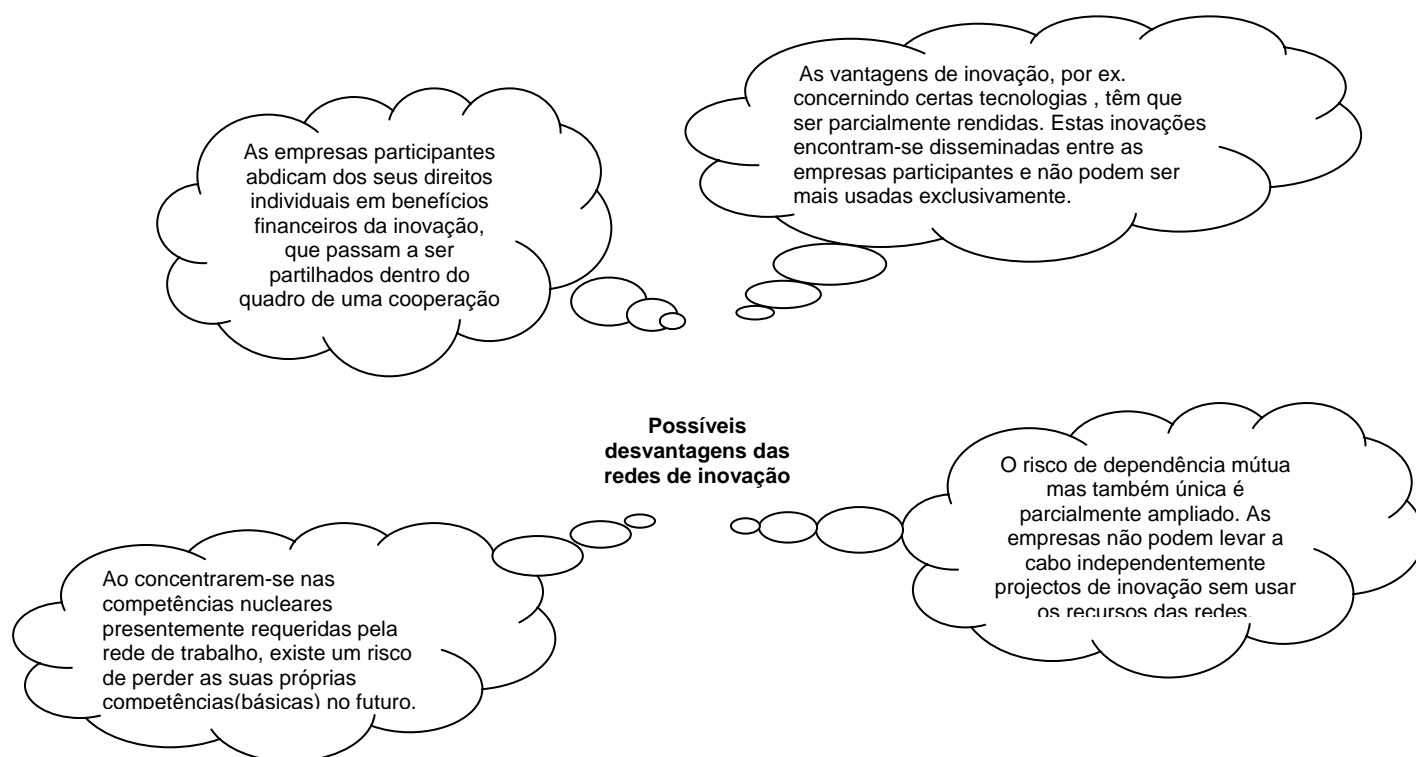 As vantagens de inovação, por ex.
concernindo certas tecnologias , têm que
ser parcialmente rendidas. Estas inovações
encontram-se disseminadas entre as
empresas participantes e não podem ser
mais usadas exclusivamente.
As empresas participantes
abdicam dos seus direitos
individuais em benefícios
financeiros da inovação,
que passam a ser
partilhados dentro do
quadro de uma cooperação
Possíveis
desvantagens das
redes de inovação
O risco de dependência mútua
mas também única é
parcialmente ampliado. As
empresas não podem levar a
cabo independentemente
projectos de inovação sem usar
os recursos das redes.
Ao concentrarem-se nas
competências nucleares
presentemente requeridas pela
rede de trabalho, existe um risco
de perder as suas próprias
competências(básicas) no futuro.